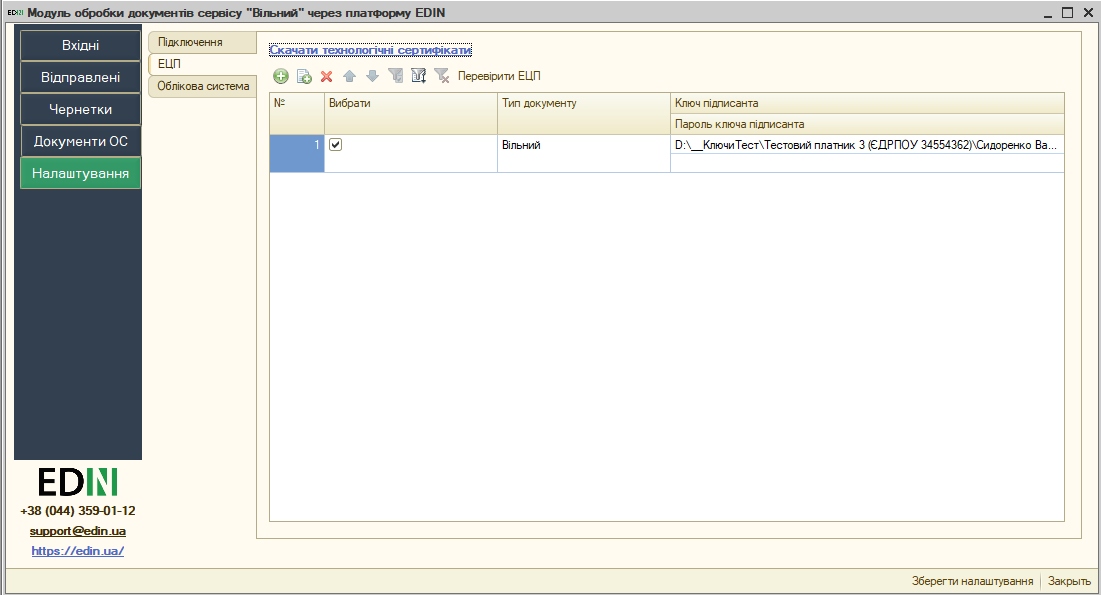 EDIN Модуль обробки документів сервісу "Вільний" через платформу EDIN
Вхідні
Відправлені
Чернетки
Документи ОС
Налаштування
Підключення
ЕЦП
Облікова система
Скачати технологічні сертифікати
Перевірити ЕЦП
№ Вибрати Тип документу Ключ підписанта
Пароль ключа підписанта
1 Вільний D:\__КлючиТест\Тестовий платник 3 (ЄДРПОУ 34554362)\Сидоренко Ва...
EDIN
+38 (044) 359-01-12
support@edin.ua
https://edin.ua/
Зберегти налаштування Закрыть